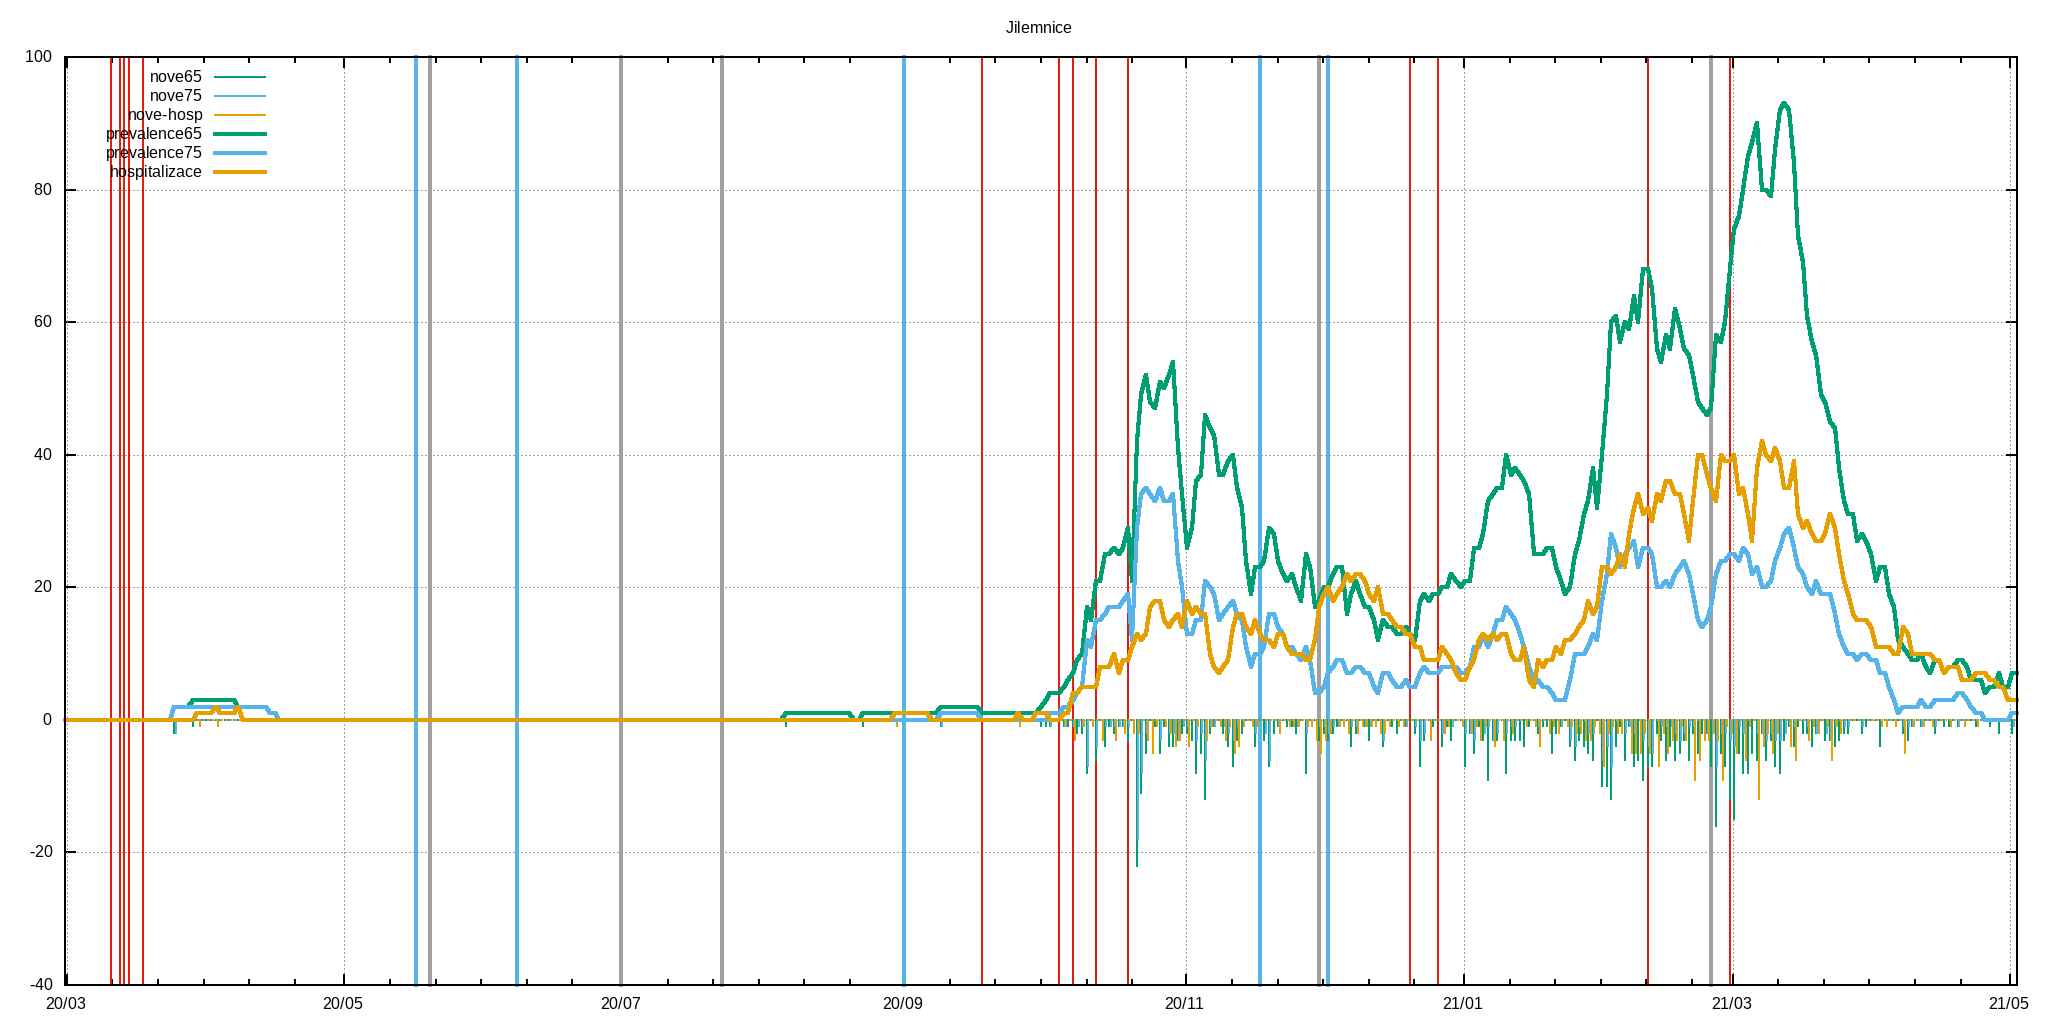 Jilemnice
100
80
60
40
20
0
-20
-40
nove65
nove75
nove-hosp
prevalence65
prevalence75
hospitalizace
20/03 20/05 20/07 20/09 20/11 21/01 21/03 21/05